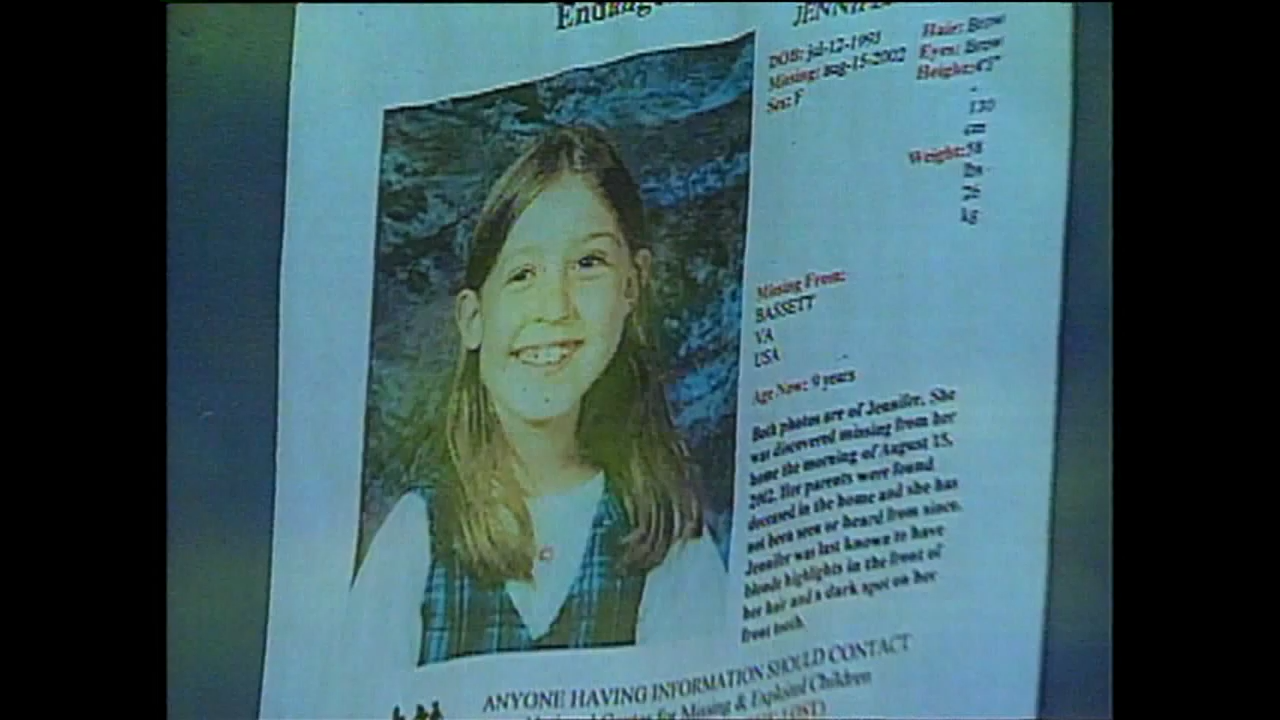 Endang
JENNIF
DOB: jul-12-1993
Missing: aug-15-2002
Sex: F
Hair: Brow
Eyes: Brow
Height: 4'3"
-
130
cm
Weight: 58
lbs -
26
kg
Missing From:
BASSETT
VA
USA
Age Now: 9 years
Both photos are of Jennifer. She
was discovered missing from her
home the morning of August 15,
2002. Her parents were found
deceased in the home and she has
not been seen or heard from since.
Jennifer was last known to have
blonde highlights in the front of
her hair and a dark spot on her
front tooth.
ANYONE HAVING INFORMATION SHOULD CONTACT
National Center for Missing & Exploited Children
LOST)